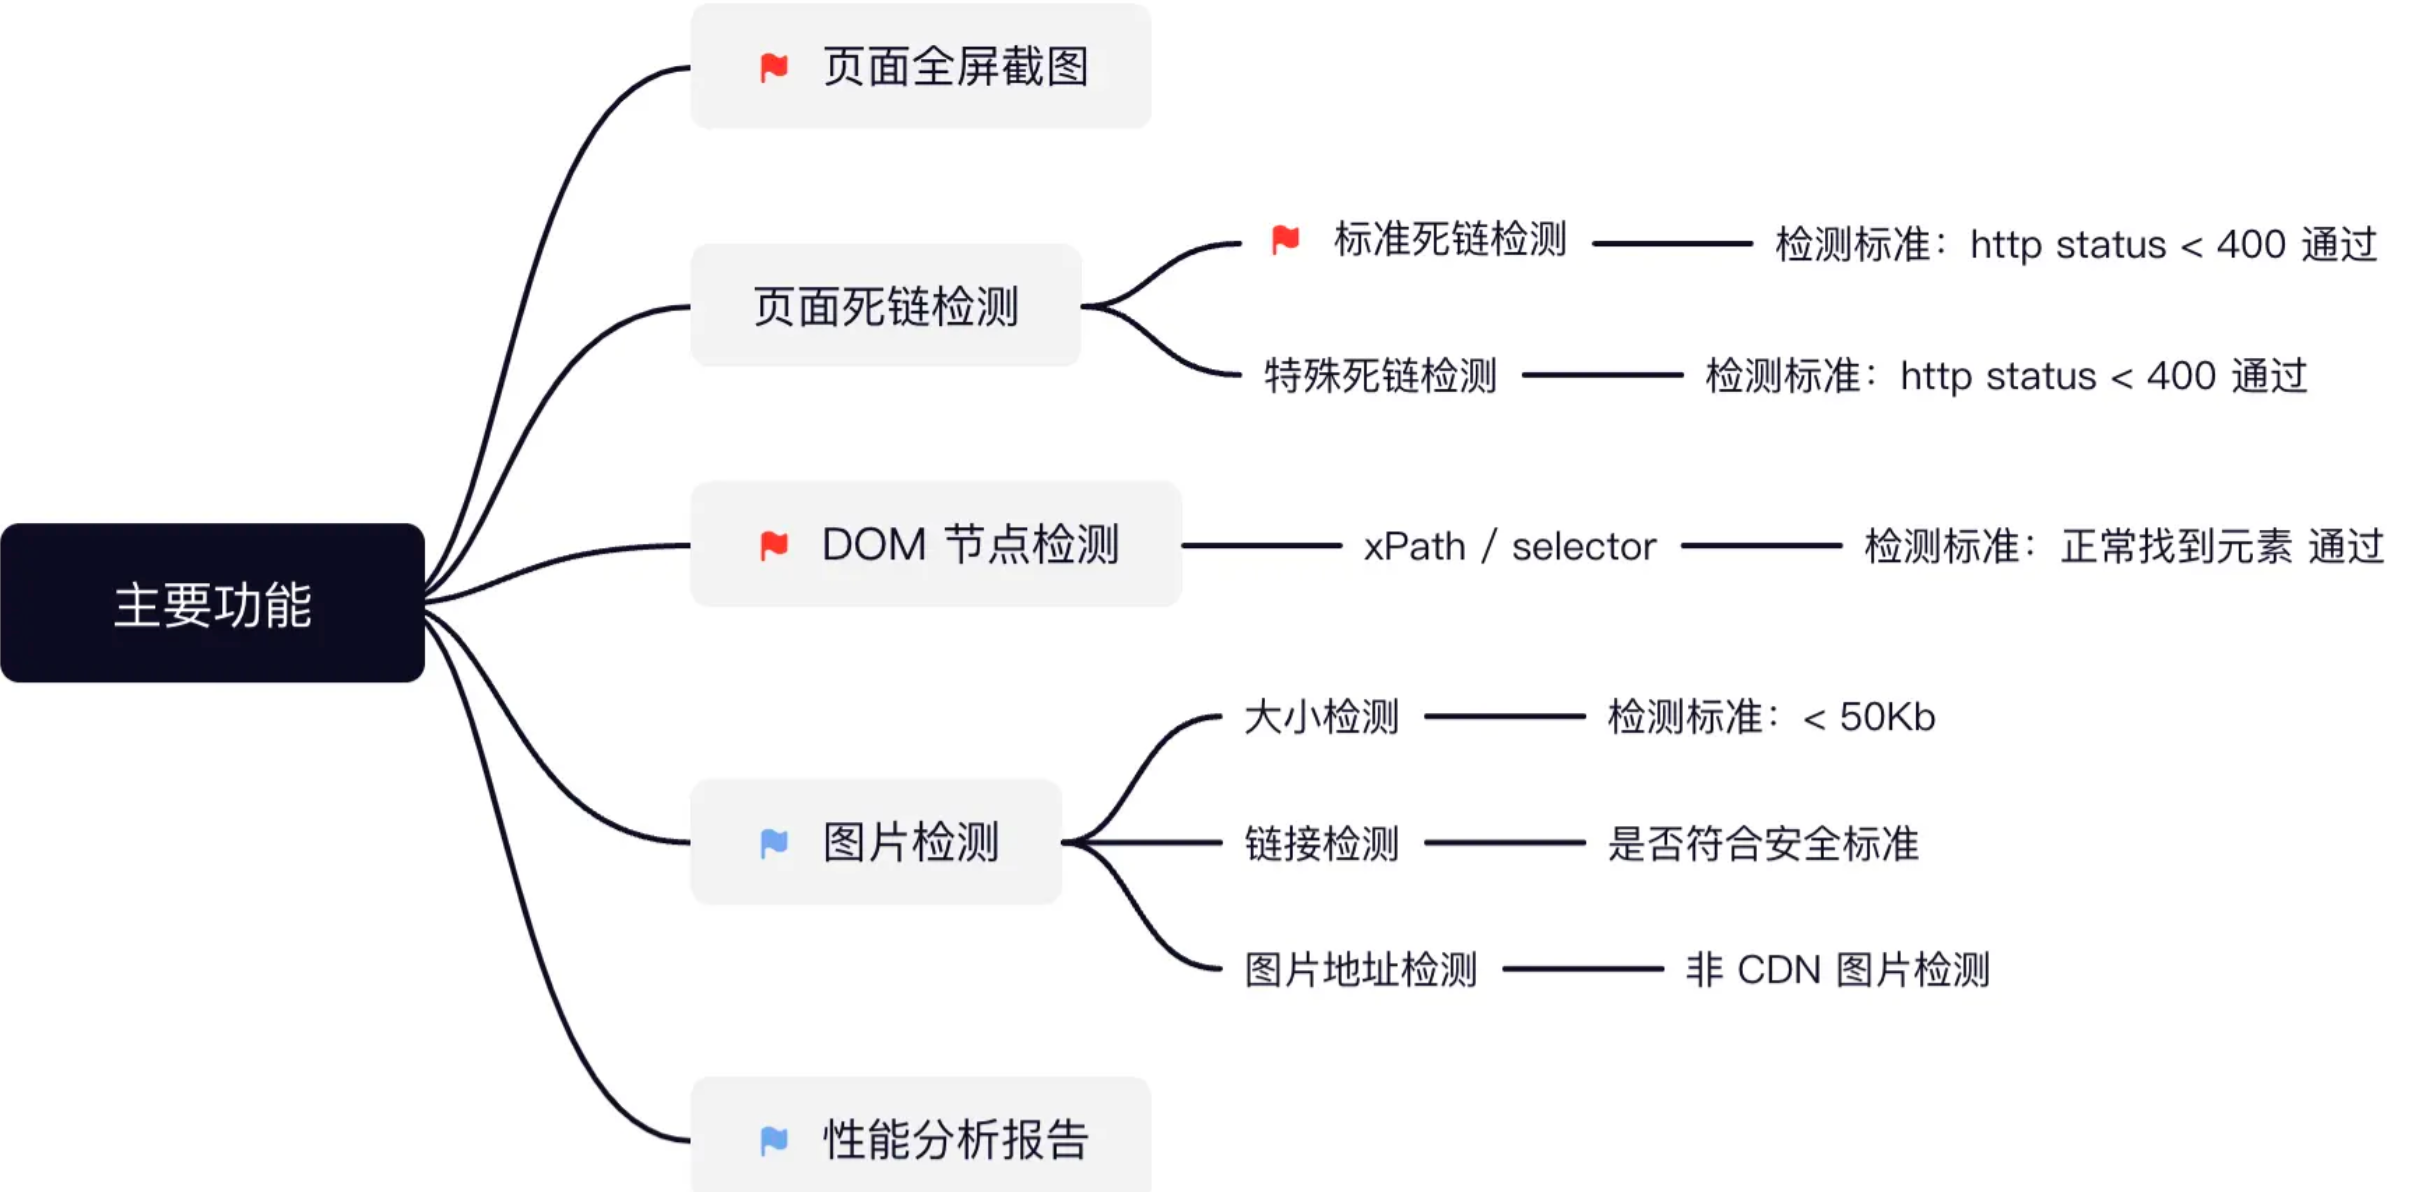 页面全屏截图
标准死链检测
检测标准：http status < 400 通过
页面死链检测
特殊死链检测
检测标准：http status < 400 通过
DOM 节点检测
xPath / selector
检测标准：正常找到元素 通过
主要功能
大小检测
检测标准：< 50Kb
图片检测
链接检测
是否符合安全标准
图片地址检测
非 CDN 图片检测
性能分析报告